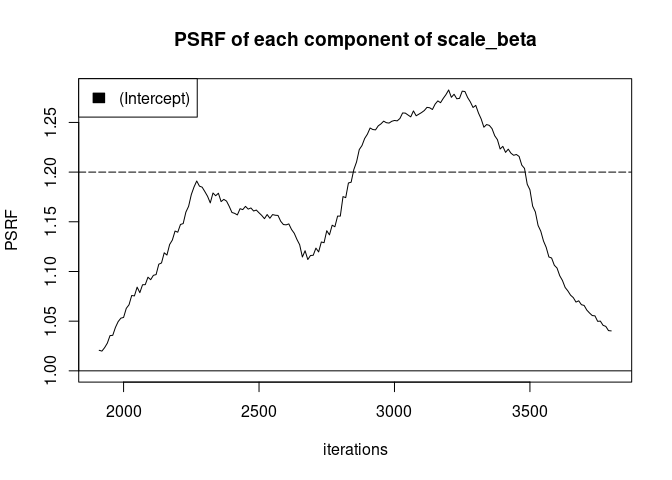 PSRF of each component of scale_beta
(Intercept)
PSRF
1.25
1.20
1.15
1.10
1.05
1.00
2000 2500 3000 3500
iterations